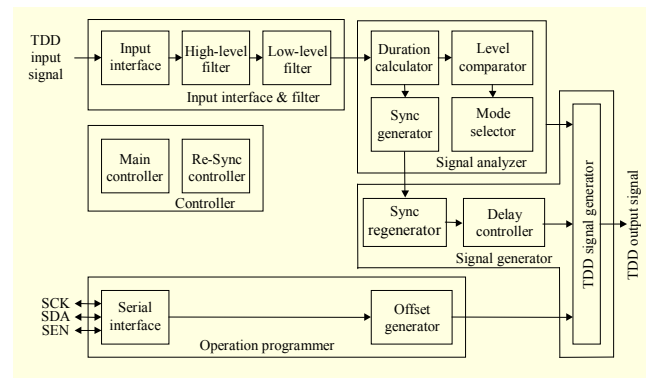 TDD
input
signal
Input
interface
High-level
filter
Low-level
filter
Input interface & filter
Duration
calculator
Level
comparator
Sync
generator
Mode
selector
Signal analyzer
Main
controller
Re-Sync
controller
Controller
Sync
regenerator
Delay
controller
Signal generator
TDD signal generator
TDD output signal
SCK
SDA
SEN
Serial
interface
Offset
generator
Operation programmer